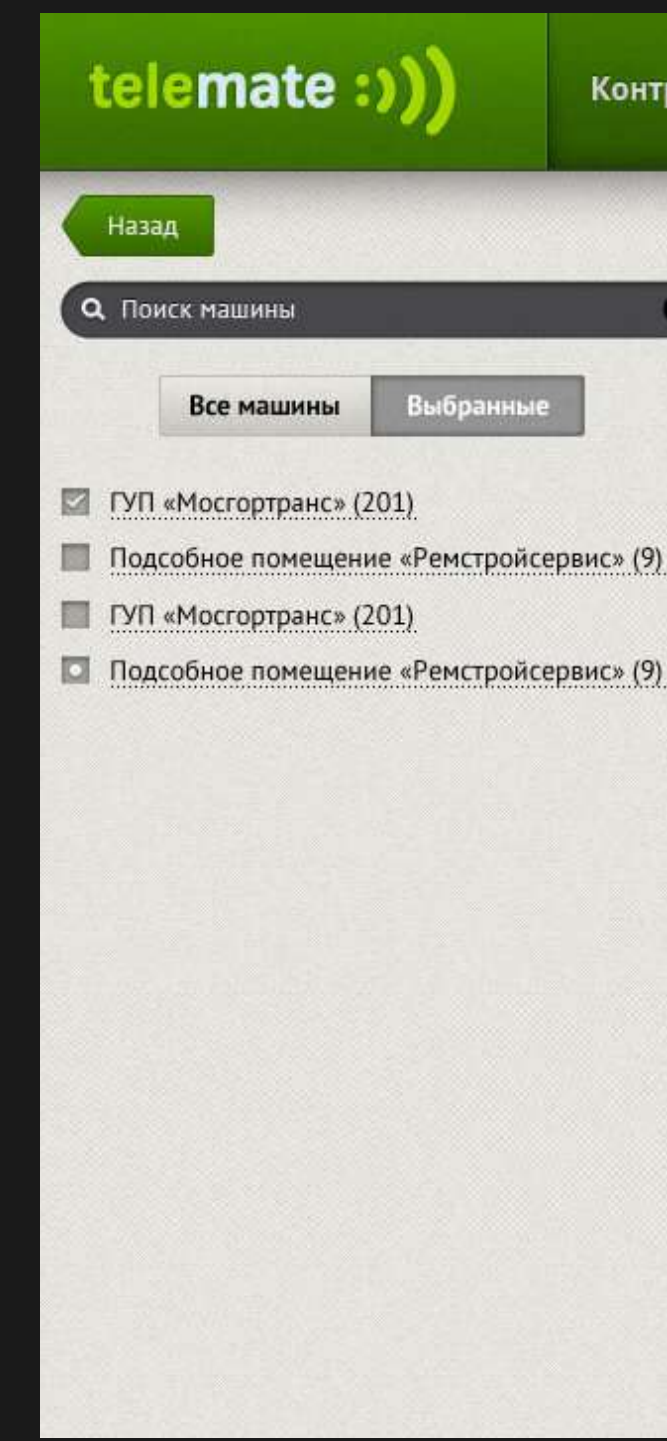 telemate :)))
Назад
Поиск машины
Все машины
Выбранные
ГУП «Мосгортранс» (201)
Подсобное помещение «Ремстройсервис» (9)
ГУП «Мосгортранс» (201)
Подсобное помещение «Ремстройсервис» (9)